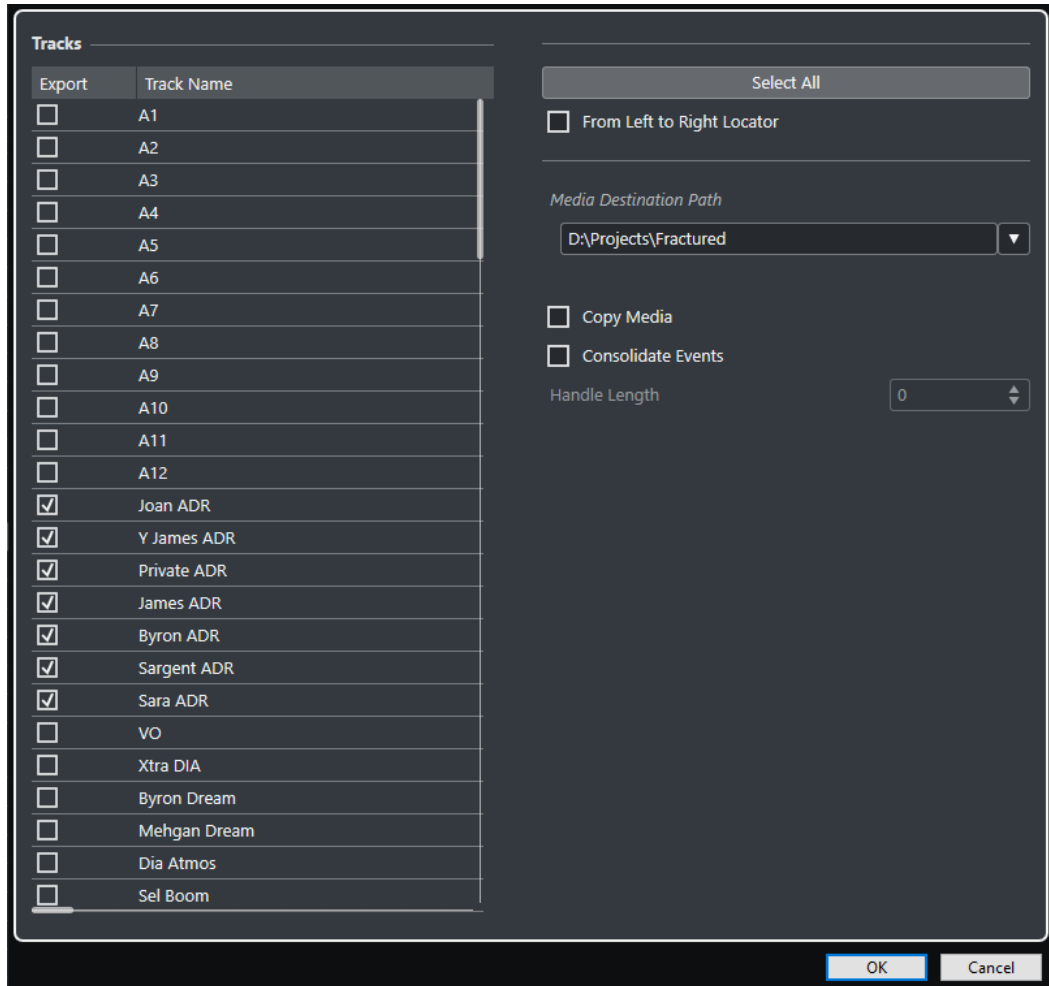 Tracks
Export Track Name
A1
A2
A3
A4
A5
A6
A7
A8
A9
A10
A11
A12
Joan ADR
Y James ADR
Private ADR
James ADR
Byron ADR
Sargent ADR
Sara ADR
VO
Xtra DIA
Byron Dream
Mehgan Dream
Dia Atmos
Sel Boom
Select All
From Left to Right Locator
Media Destination Path
D:\Projects\Fractured
Copy Media
Consolidate Events
Handle Length 0
OK Cancel